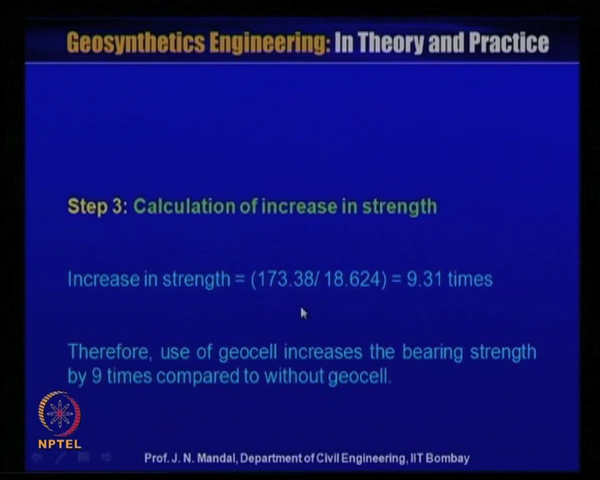 Geosynthetics Engineering: In Theory and Practice
Step 3: Calculation of increase in strength
Increase in strength = (173.38/ 18.624) = 9.31 times
Therefore, use of geocell increases the bearing strength
by 9 times compared to without geocell.
NPTEL
Prof. J. N. Mandal, Department of Civil Engineering, IIT Bombay